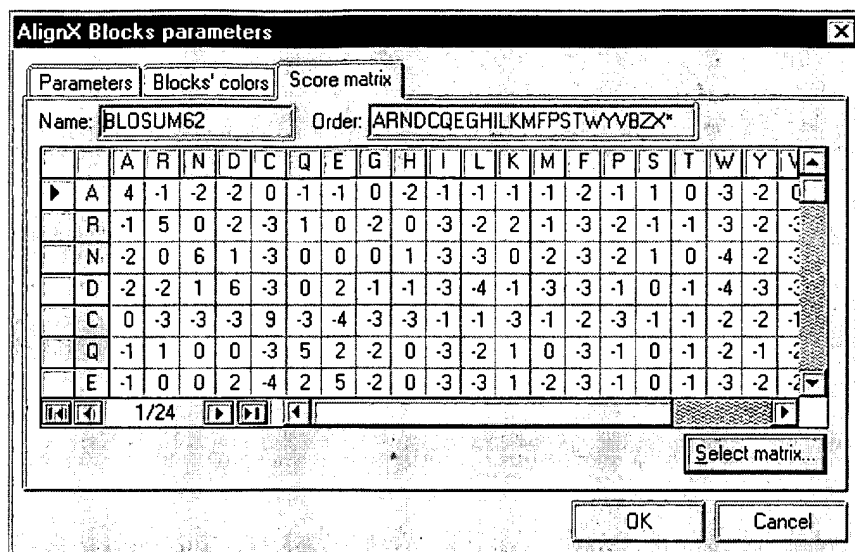 AlignX Blocks parameters
Parameters Blocks' colors Score matrix
Name: BLOSUM62 Order: ARNDCQEGHILKMFPSTWYVBZX*
A R N D C Q E G H I L K M F P S T W Y V
A 4 -1 -2 -2 0 -1 -1 0 -2 -1 -1 -1 -1 -2 -1 1 0 -3 -2 0
R -1 5 0 -2 -3 1 0 -2 0 -3 -2 2 -1 -3 -2 -1 -1 -3 -2 -3
N -2 0 6 1 -3 0 0 0 1 -3 -3 0 -2 -3 -2 1 0 -4 -2 -3
D -2 -2 1 6 -3 0 2 -1 -1 -3 -4 -1 -3 -3 -1 0 -1 -4 -3 -3
C 0 -3 -3 -3 9 -3 -4 -3 -3 -1 -1 -3 -1 -2 -3 -1 -1 -2 -2 -1
Q -1 1 0 0 -3 5 2 -2 0 -3 -2 1 0 -3 -1 0 -1 -2 -1 -2
E -1 0 0 2 -4 2 5 -2 0 -3 -3 1 -2 -3 -1 0 -1 -3 -2 -2
1/24
Select matrix...
OK Cancel